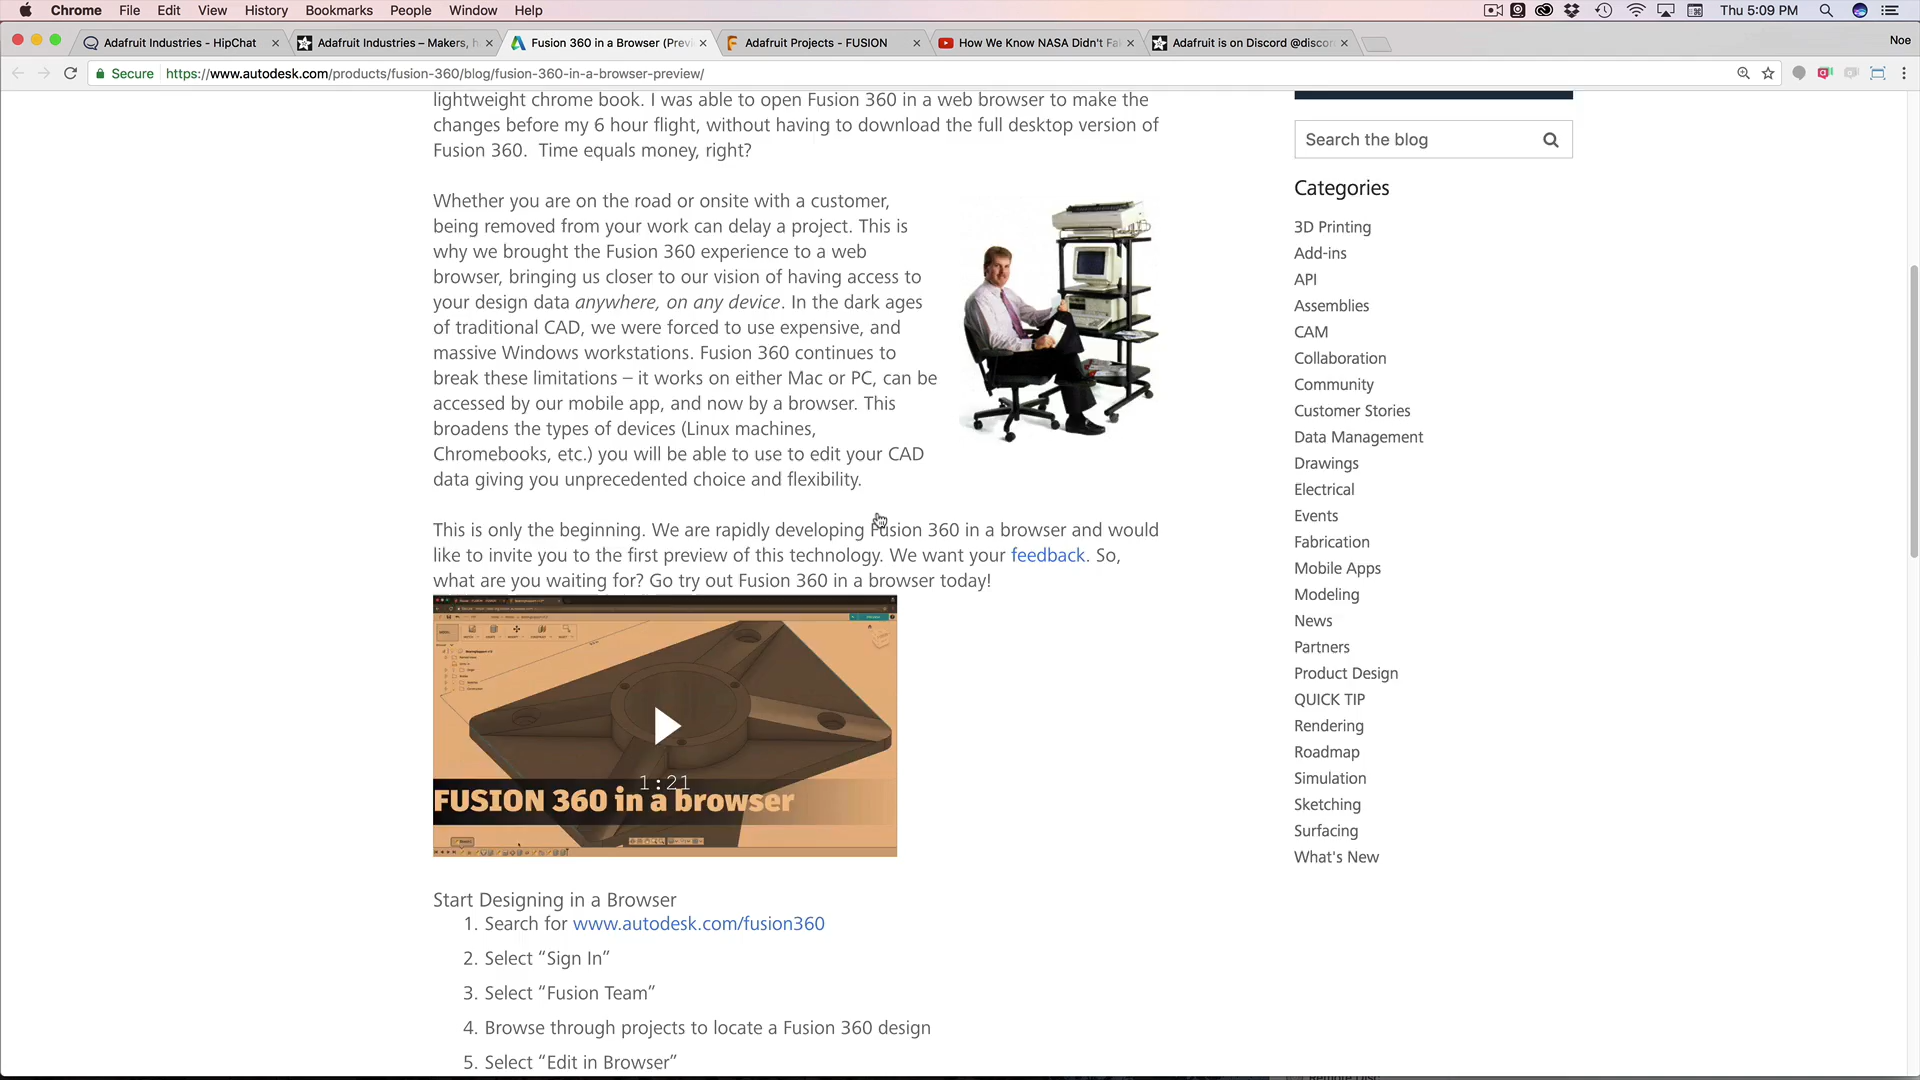 Chrome File Edit View History Bookmarks People Window Help Thu 5:09 PM
Adafruit Industries - HipChat Adafruit Industries – Makers, h Fusion 360 in a Browser (Previ Adafruit Projects - FUSION How We Know NASA Didn't Fa Adafruit is on Discord @disco Noe
Secure https://www.autodesk.com/products/fusion-360/blog/fusion-360-in-a-browser-preview/
lightweight chrome book. I was able to open Fusion 360 in a web browser to make the
changes before my 6 hour flight, without having to download the full desktop version of
Fusion 360. Time equals money, right?
Whether you are on the road or onsite with a customer,
being removed from your work can delay a project. This is
why we brought the Fusion 360 experience to a web
browser, bringing us closer to our vision of having access to
your design data anywhere, on any device. In the dark ages
of traditional CAD, we were forced to use expensive, and
massive Windows workstations. Fusion 360 continues to
break these limitations – it works on either Mac or PC, can be
accessed by our mobile app, and now by a browser. This
broadens the types of devices (Linux machines,
Chromebooks, etc.) you will be able to use to edit your CAD
data giving you unprecedented choice and flexibility.
This is only the beginning. We are rapidly developing Fusion 360 in a browser and would
like to invite you to the first preview of this technology. We want your feedback. So,
what are you waiting for? Go try out Fusion 360 in a browser today!
1:21
FUSION 360 in a browser
Start Designing in a Browser
1. Search for www.autodesk.com/fusion360
2. Select “Sign In”
3. Select “Fusion Team”
4. Browse through projects to locate a Fusion 360 design
5. Select “Edit in Browser”
Search the blog
Categories
3D Printing
Add-ins
API
Assemblies
CAM
Collaboration
Community
Customer Stories
Data Management
Drawings
Electrical
Events
Fabrication
Mobile Apps
Modeling
News
Partners
Product Design
QUICK TIP
Rendering
Roadmap
Simulation
Sketching
Surfacing
What's New